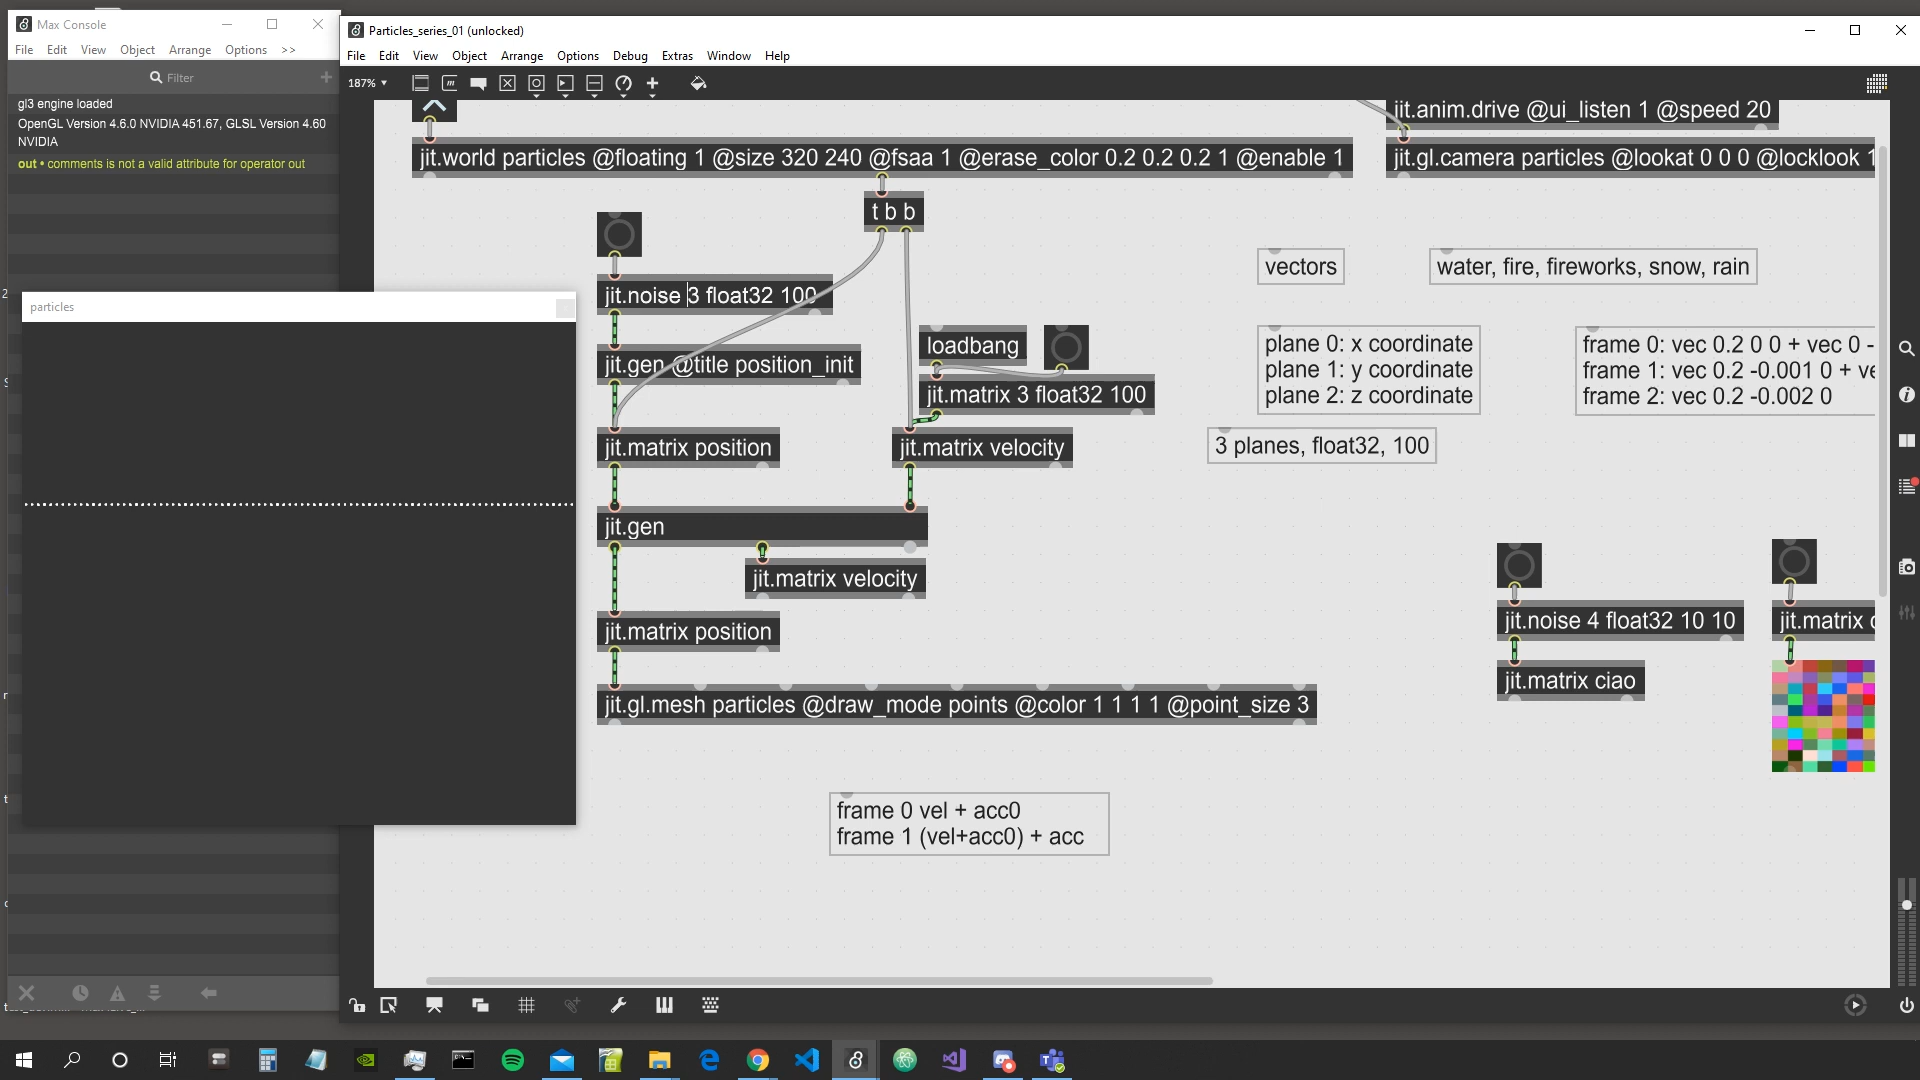 Max Console
File Edit View Object Arrange Options >>
Filter
gl3 engine loaded
OpenGL Version 4.6.0 NVIDIA 451.67, GLSL Version 4.60
NVIDIA
out • comments is not a valid attribute for operator out
particles
Particles_series_01 (unlocked)
File Edit View Object Arrange Options Debug Extras Window Help
187%
jit.anim.drive @ui_listen 1 @speed 20
jit.world particles @floating 1 @size 320 240 @fsaa 1 @erase_color 0.2 0.2 0.2 1 @enable 1
jit.gl.camera particles @lookat 0 0 0 @locklook 1
t b b
vectors
water, fire, fireworks, snow, rain
jit.noise 3 float32 100
loadbang
jit.gen @title position_init
jit.matrix 3 float32 100
plane 0: x coordinate
plane 1: y coordinate
plane 2: z coordinate
frame 0: vec 0.2 0 0 + vec 0 -
frame 1: vec 0.2 -0.001 0 + ve
frame 2: vec 0.2 -0.002 0
jit.matrix position
jit.matrix velocity
3 planes, float32, 100
jit.gen
jit.matrix velocity
jit.matrix position
jit.noise 4 float32 10 10
jit.matrix c
jit.matrix ciao
jit.gl.mesh particles @draw_mode points @color 1 1 1 1 @point_size 3
frame 0 vel + acc0
frame 1 (vel+acc0) + acc